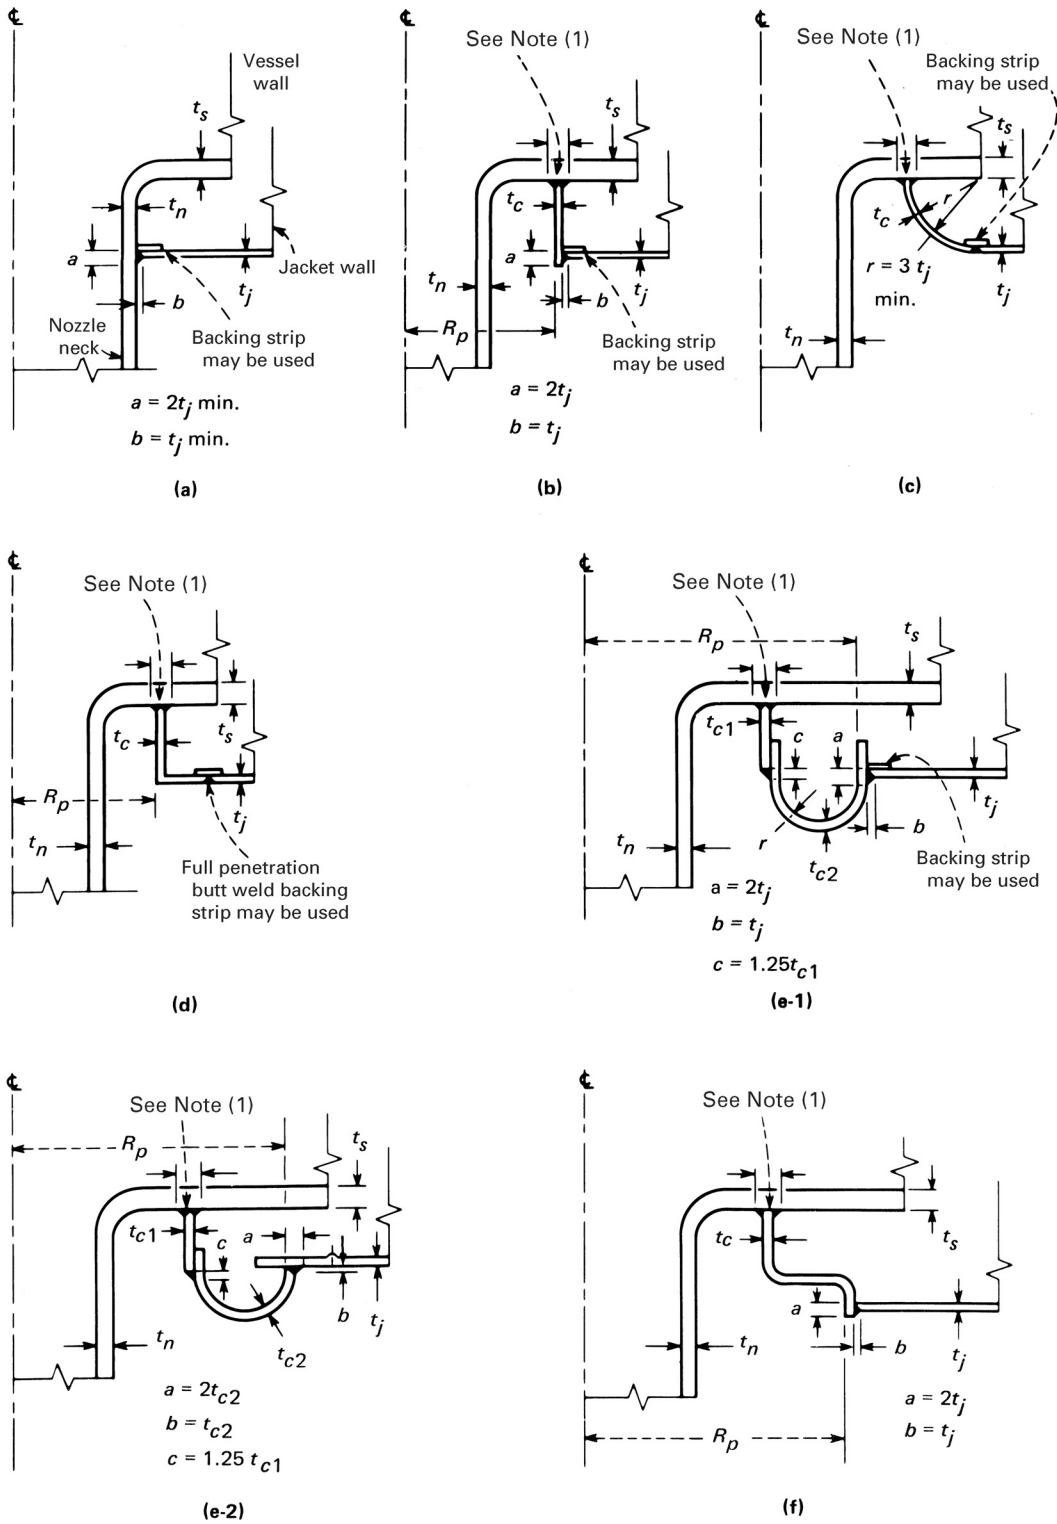 ℄
Vessel
wall
t_s
t_n
a
Jacket wall
t_j
b
Nozzle
neck
Backing strip
may be used
a = 2t_j min.
b = t_j min.
(a)
℄
See Note (1)
t_s
t_c
a
t_n
t_j
b
R_p
Backing strip
may be used
a = 2t_j
b = t_j
(b)
℄
See Note (1)
Backing strip
may be used
t_s
t_c
r
r = 3 t_j
min.
t_j
t_n
(c)
℄
See Note (1)
t_c
t_s
R_p
t_j
t_n
Full penetration
butt weld backing
strip may be used
(d)
℄
See Note (1)
R_p
t_s
t_c1
c
a
t_j
b
r
t_n
t_c2
Backing strip
may be used
a = 2t_j
b = t_j
c = 1.25t_c1
(e-1)
℄
See Note (1)
R_p
t_s
t_c1
c
a
b
t_j
t_n
t_c2
a = 2t_c2
b = t_c2
c = 1.25 t_c1
(e-2)
℄
See Note (1)
t_c
t_s
a
t_n
b
t_j
a = 2t_j
b = t_j
R_p
(f)